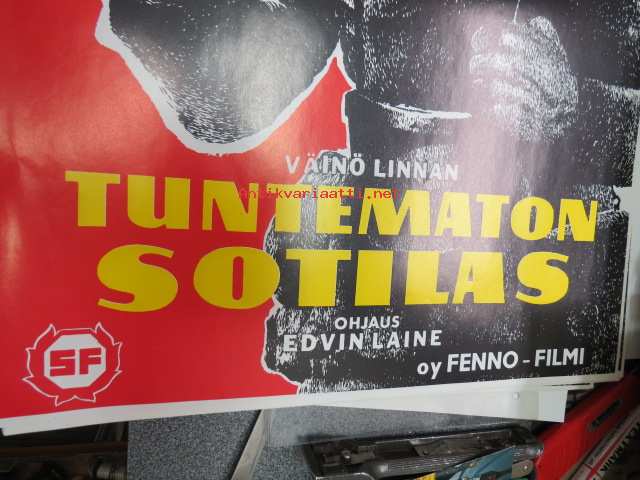 VÄINÖ LINNAN
Antikvariaatti.net
TUNTEMATON
SOTILAS
OHJAUS
EDVIN LAINE
OY FENNO - FILMI
SF